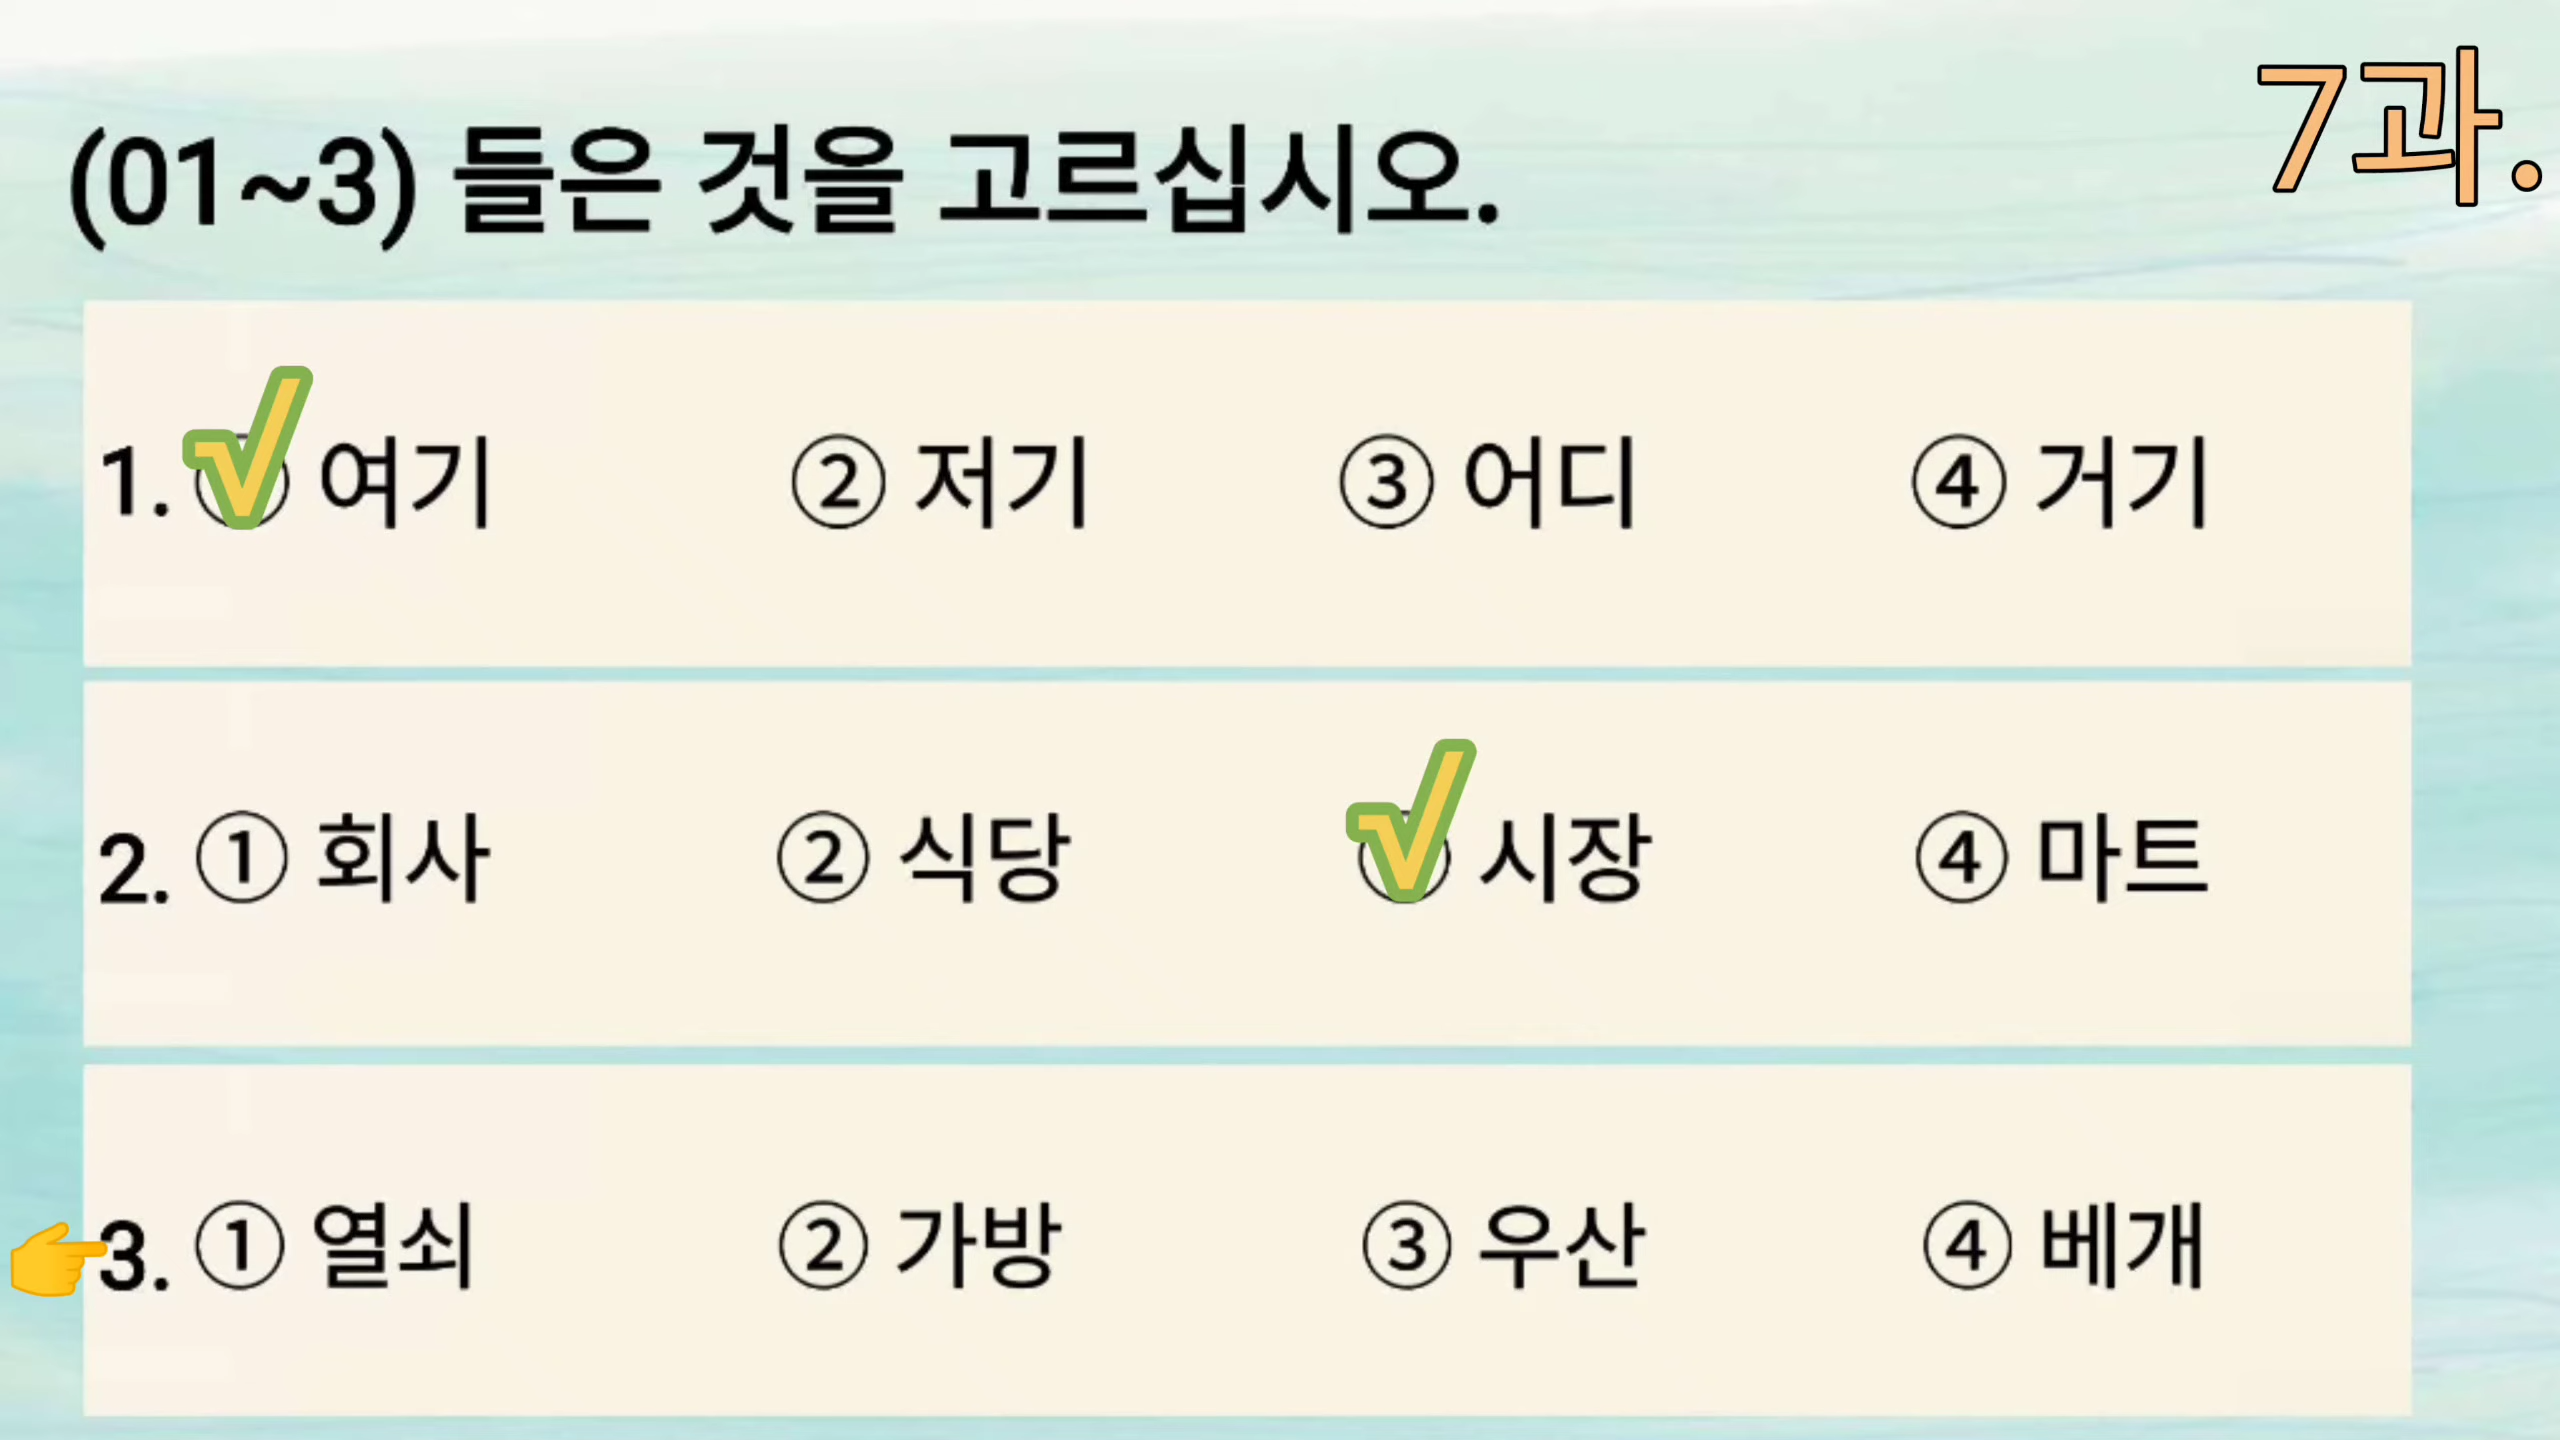 7과.
(01~3) 들은 것을 고르십시오.
1. 여기 ② 저기 ③ 어디 ④ 거기
2. ① 회사 ② 식당 시장 ④ 마트
3. ① 열쇠 ② 가방 ③ 우산 ④ 베개